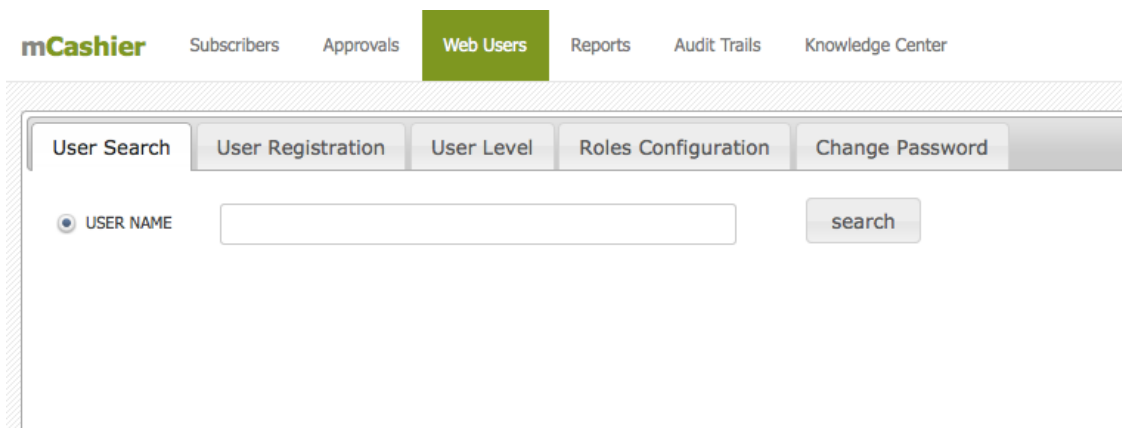 mCashier Subscribers Approvals Web Users Reports Audit Trails Knowledge Center
User Search User Registration User Level Roles Configuration Change Password
USER NAME search